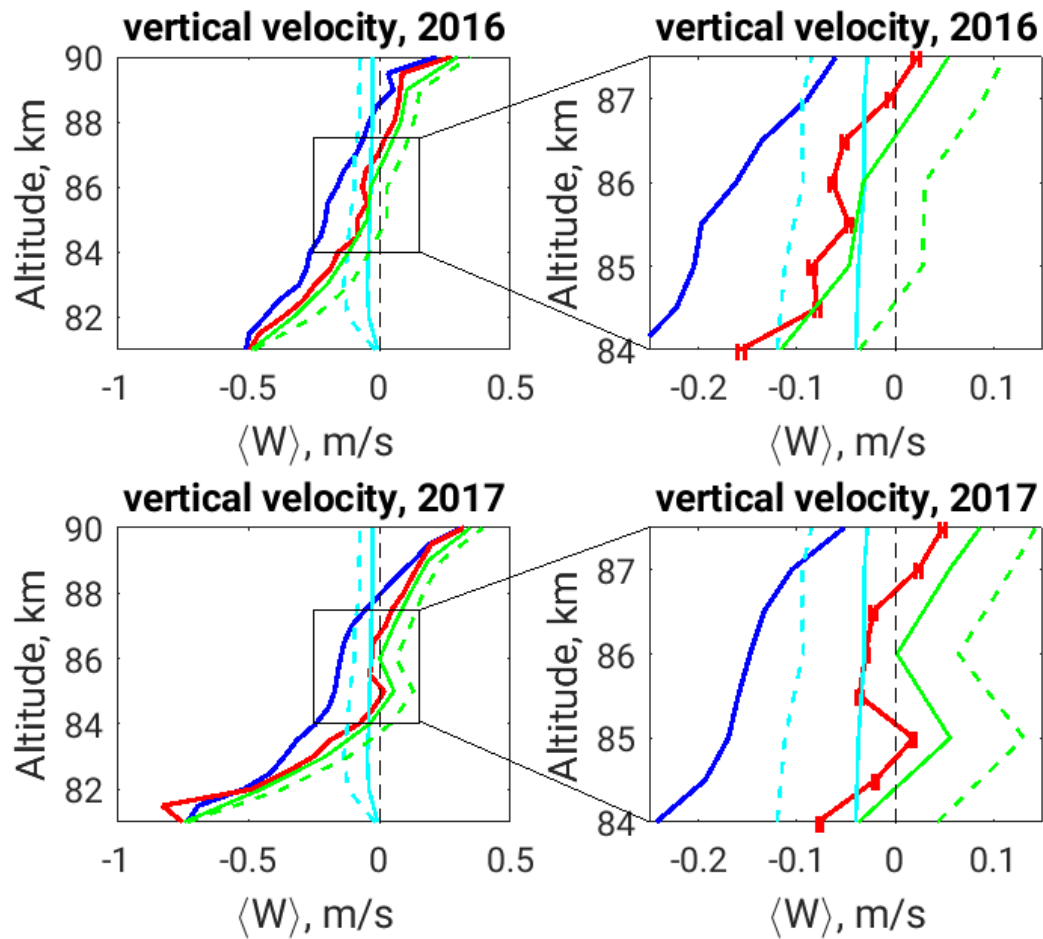 vertical velocity, 2016
90
88
86
84
82
Altitude, km
-1
-0.5
0
0.5
⟨W⟩, m/s
vertical velocity, 2016
87
86
85
84
Altitude, km
-0.2
-0.1
0
0.1
⟨W⟩, m/s
vertical velocity, 2017
90
88
86
84
82
Altitude, km
-1
-0.5
0
0.5
⟨W⟩, m/s
vertical velocity, 2017
87
86
85
84
Altitude, km
-0.2
-0.1
0
0.1
⟨W⟩, m/s